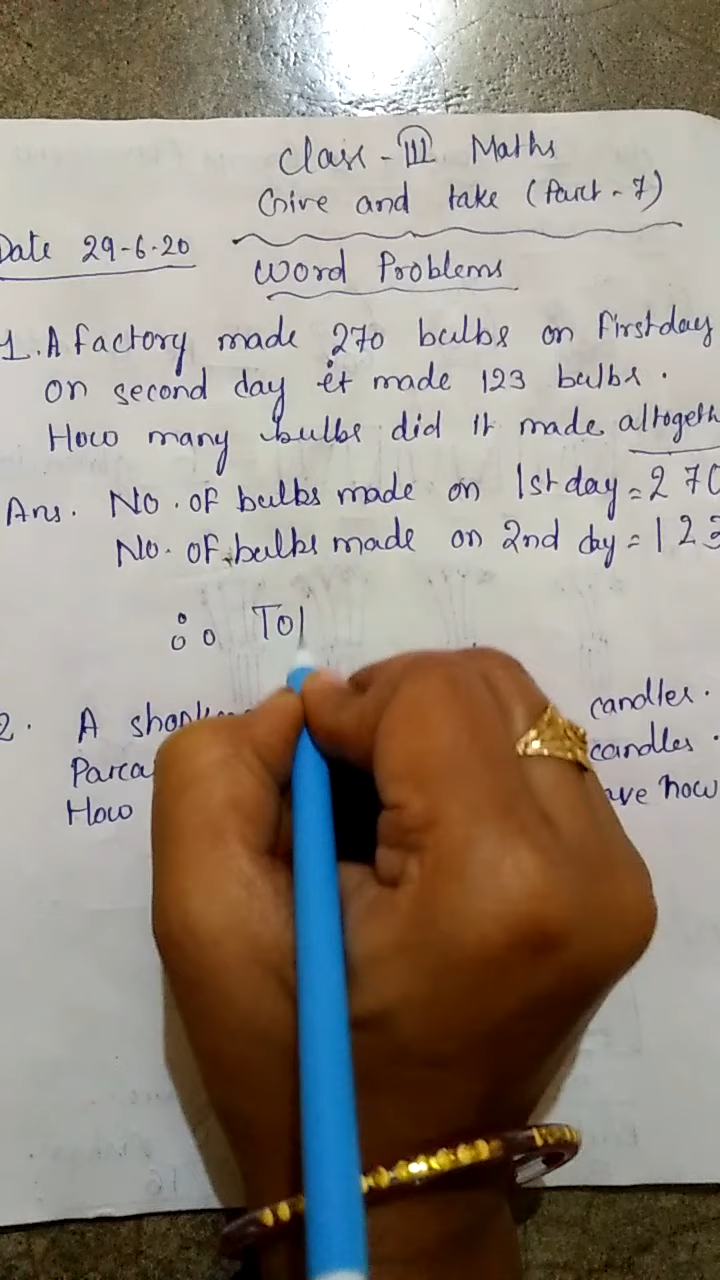 Class - III Maths
Give and take (Part - 7)
Date 29-6-20
Word Problems
1. A factory made 270 bulbs on first day
on second day it made 123 bulbs.
How many bulbs did it made altogeth
Ans. No. of bulbs made on 1st day = 270
No. of bulbs made on 2nd day = 123
∴ Tot
2. A candles.
candles.
How how